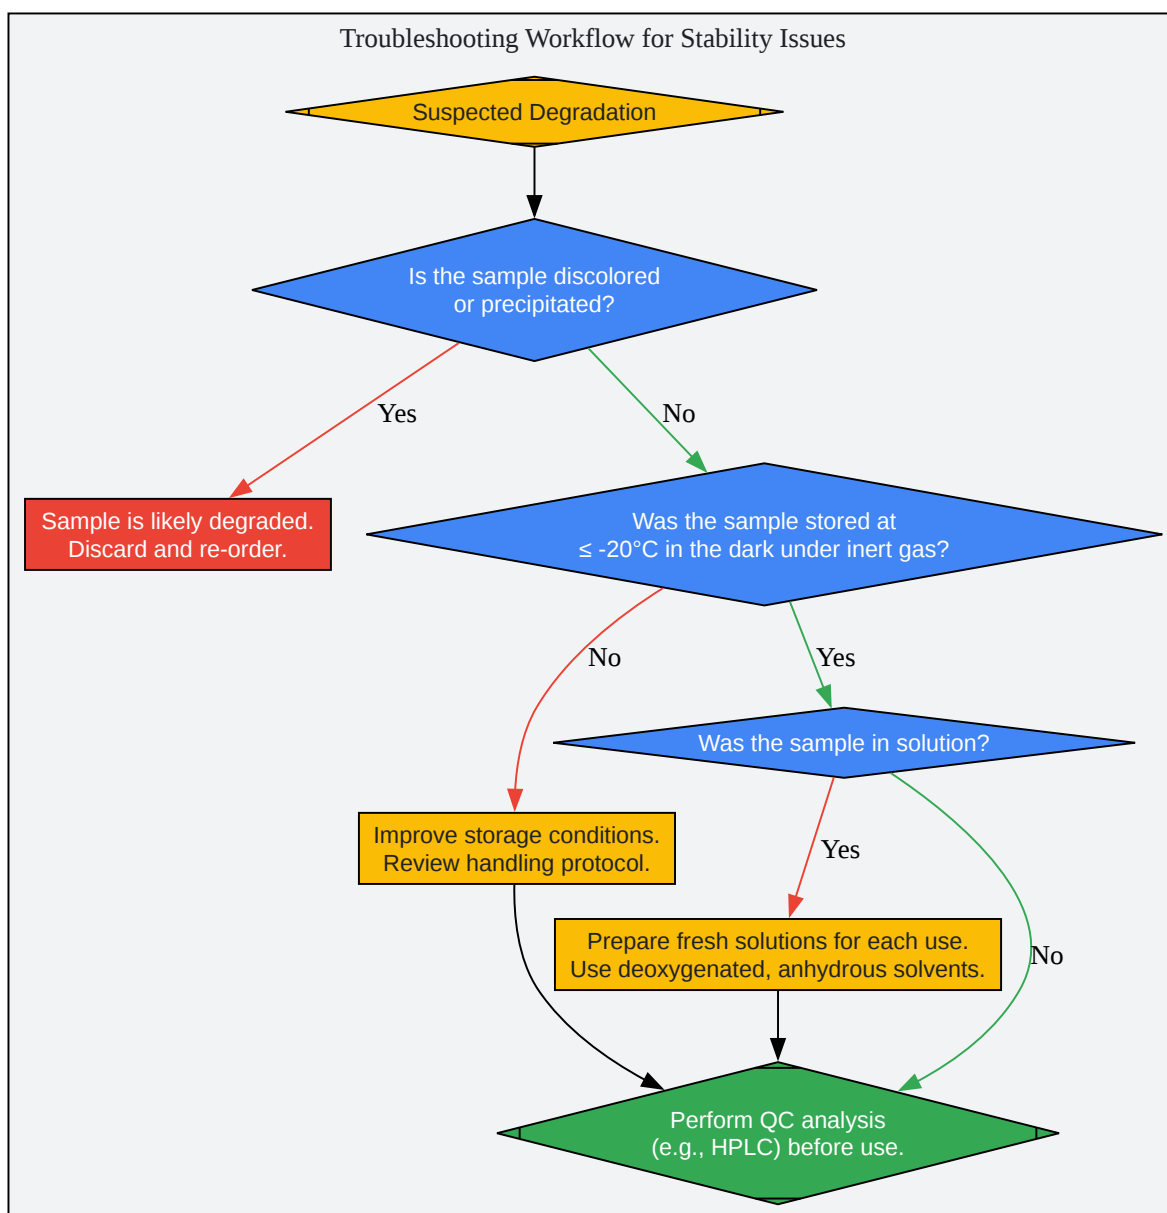 Troubleshooting Workflow for Stability Issues
Suspected Degradation
Is the sample discolored
or precipitated?
Yes
No
Sample is likely degraded.
Discard and re-order.
Was the sample stored at
≤ -20°C in the dark under inert gas?
No
Yes
Was the sample in solution?
Improve storage conditions.
Review handling protocol.
Yes
Prepare fresh solutions for each use.
Use deoxygenated, anhydrous solvents.
No
Perform QC analysis
(e.g., HPLC) before use.